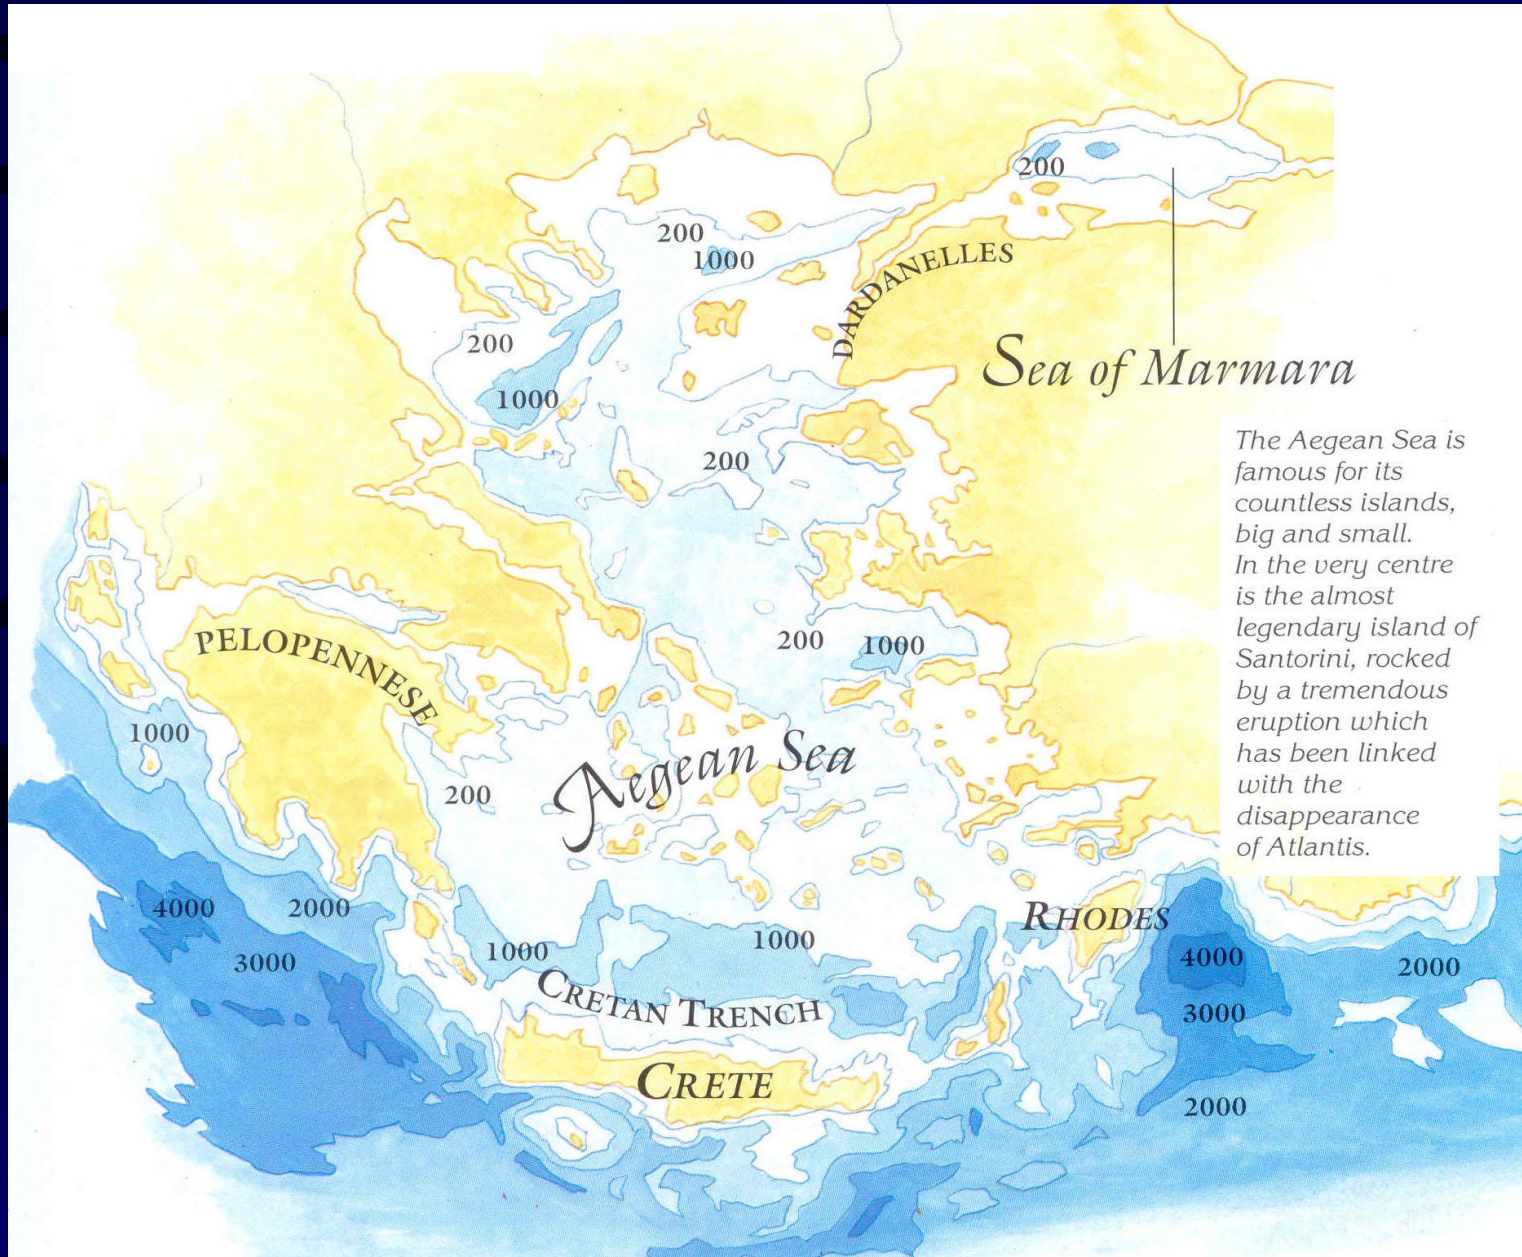 200
200
1000
DARDANELLES
200
Sea of Marmara
1000
The Aegean Sea is
famous for its
countless islands,
big and small.
In the very centre
is the almost
legendary island of
Santorini, rocked
by a tremendous
eruption which
has been linked
with the
disappearance
of Atlantis.
200
PELOPENNESE
200
1000
1000
Aegean Sea
200
4000
2000
RHODES
1000
1000
3000
4000
2000
CRETAN TRENCH
3000
CRETE
2000